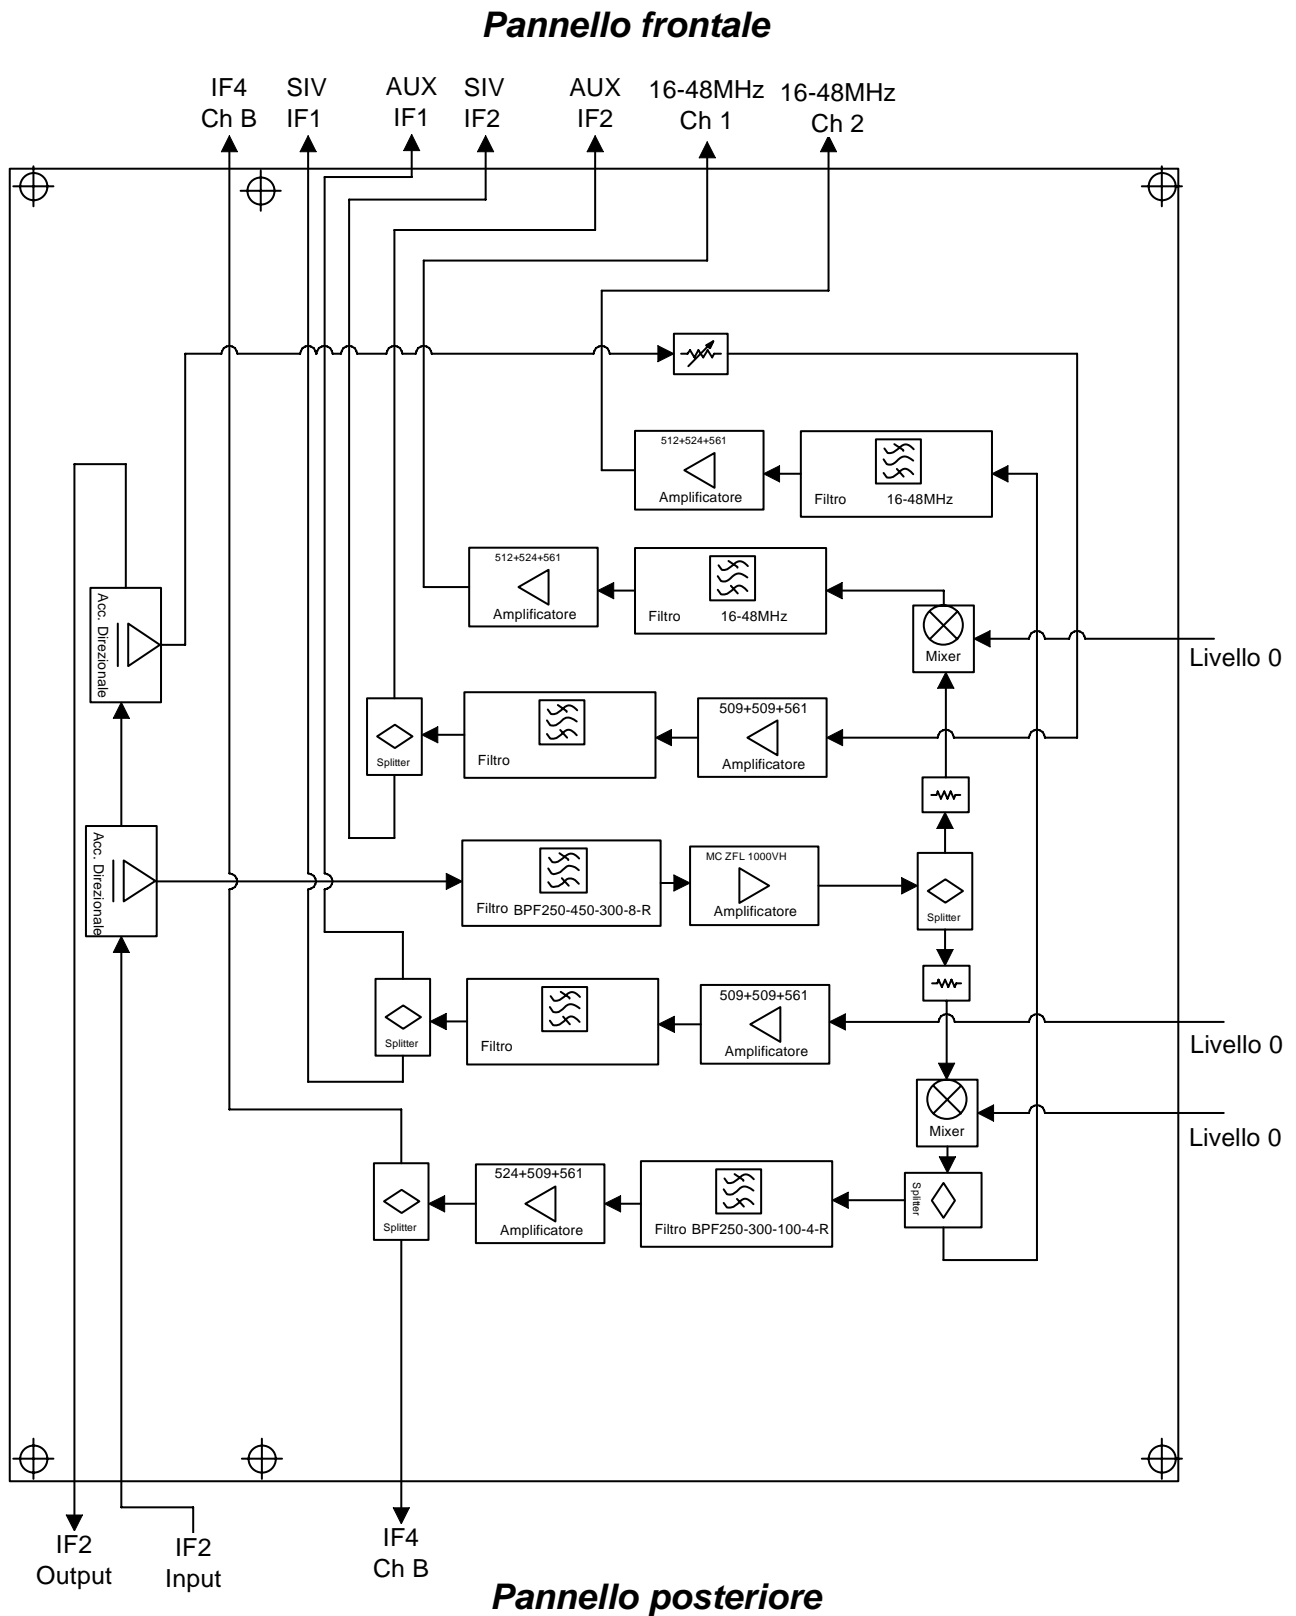 Pannello frontale
IF4
Ch B
SIV
IF1
AUX
IF1
SIV
IF2
AUX
IF2
16-48MHz
Ch 1
16-48MHz
Ch 2
512+524+561
Amplificatore
Filtro 16-48MHz
512+524+561
Amplificatore
Filtro 16-48MHz
Acc. Direzionale
Mixer
Livello 0
Splitter
Filtro
509+509+561
Amplificatore
Acc. Direzionale
Filtro BPF250-450-300-8-R
MC ZFL 1000VH
Amplificatore
Splitter
Splitter
Filtro
509+509+561
Amplificatore
Livello 0
Mixer
Livello 0
Splitter
524+509+561
Amplificatore
Filtro BPF250-300-100-4-R
Splitter
IF2
Output
IF2
Input
IF4
Ch B
Pannello posteriore